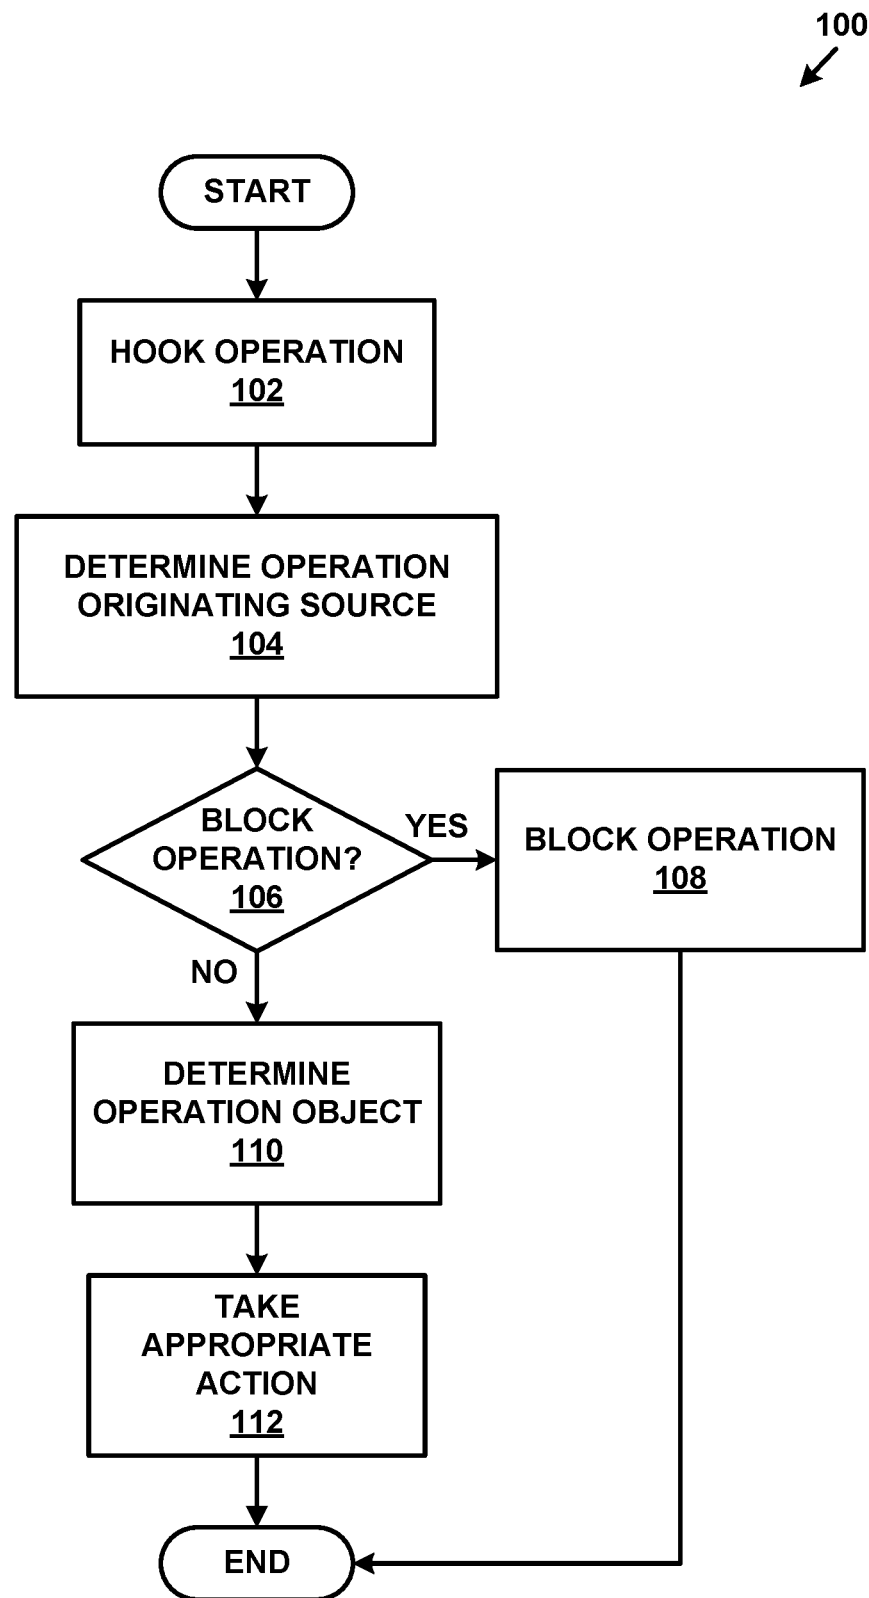 100
START
HOOK OPERATION
102
DETERMINE OPERATION
ORIGINATING SOURCE
104
BLOCK
OPERATION?
106
YES
BLOCK OPERATION
108
NO
DETERMINE
OPERATION OBJECT
110
TAKE
APPROPRIATE
ACTION
112
END